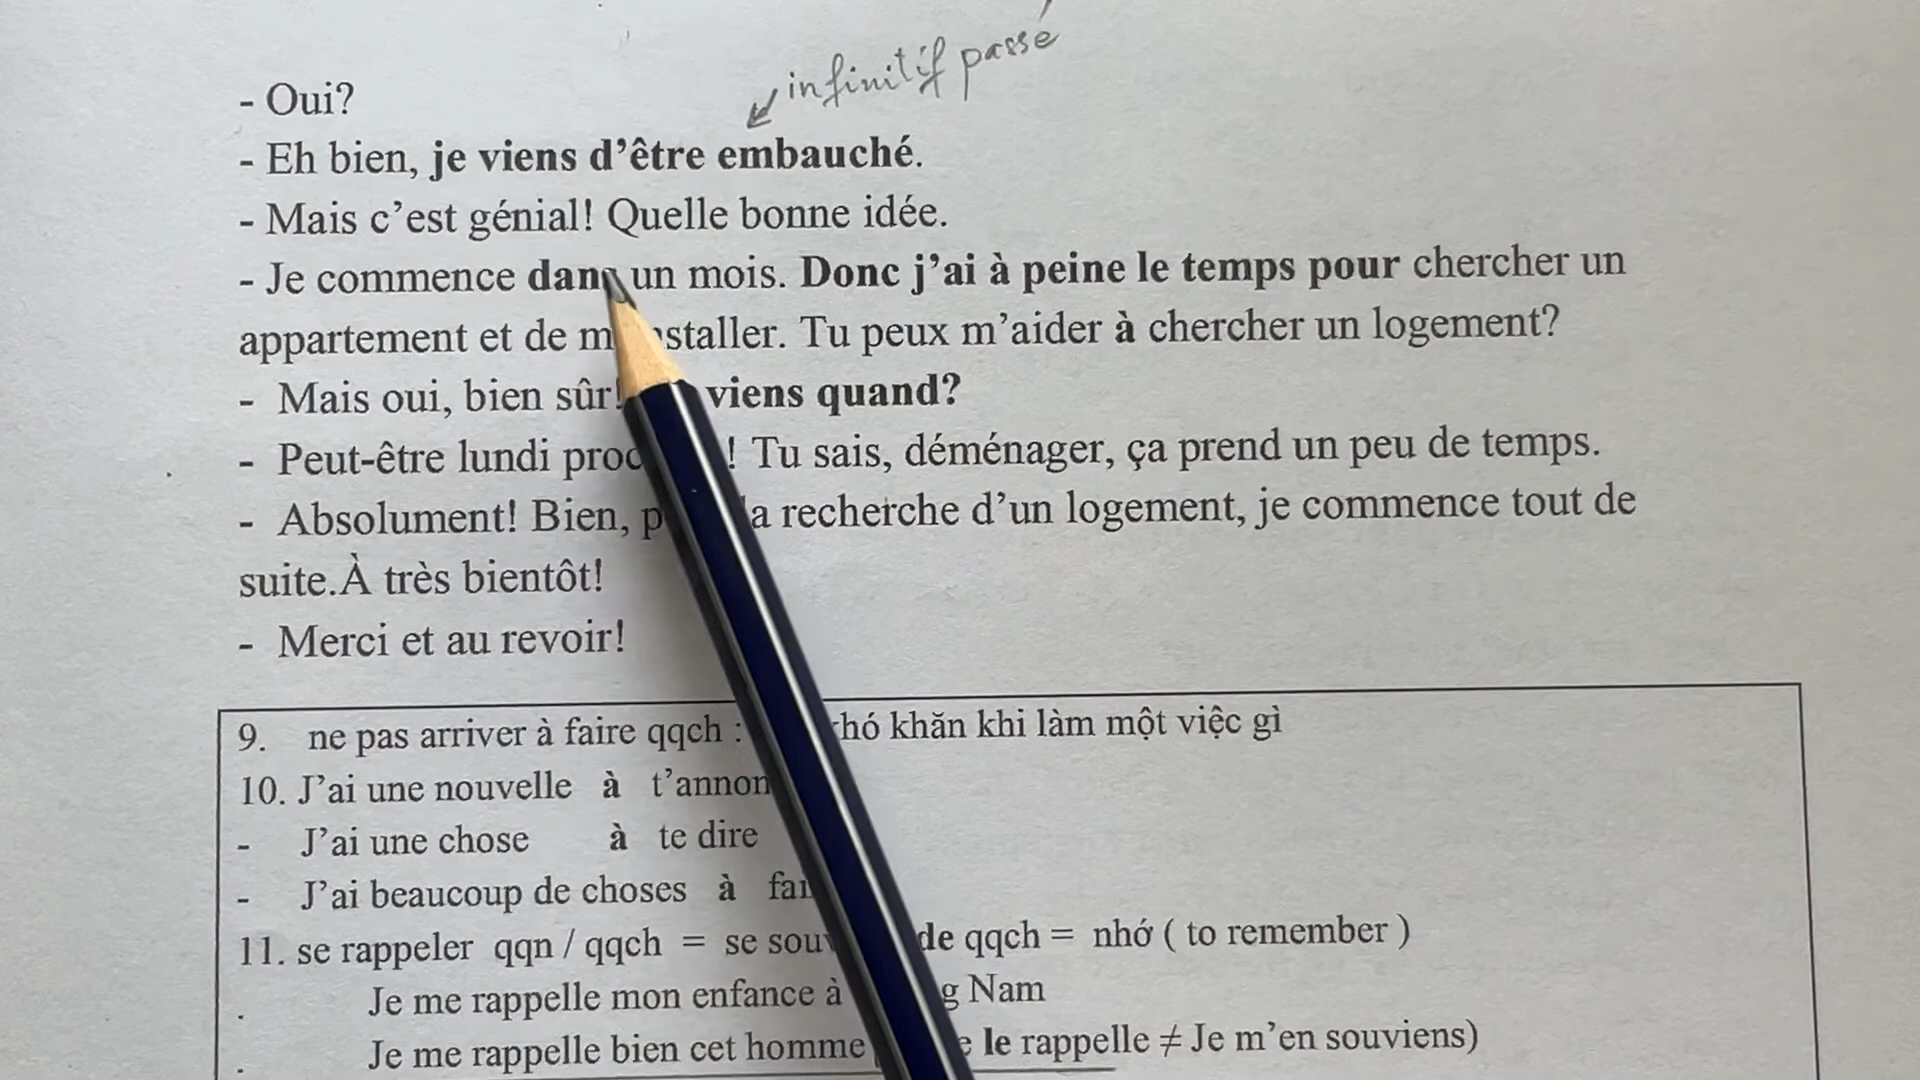 infinitif passé
- Oui?
- Eh bien, je viens d’être embauché.
- Mais c’est génial! Quelle bonne idée.
- Je commence dans un mois. Donc j’ai à peine le temps pour chercher un
appartement et de staller. Tu peux m’aider à chercher un logement?
- Mais oui, bien sûr! viens quand?
- Peut-être lundi ! Tu sais, déménager, ça prend un peu de temps.
- Absolument! Bien, recherche d’un logement, je commence tout de
suite.À très bientôt!
- Merci et au revoir!
9. ne pas arriver à faire qqch : khó khăn khi làm một việc gì
10. J’ai une nouvelle à
- J’ai une chose à te dire
- J’ai beaucoup de choses à
11. se rappeler qqn / qqch = se de qqch = nhớ ( to remember )
. Je me rappelle mon enfance à Nam
. Je me rappelle bien cet homme le rappelle ≠ Je m’en souviens)